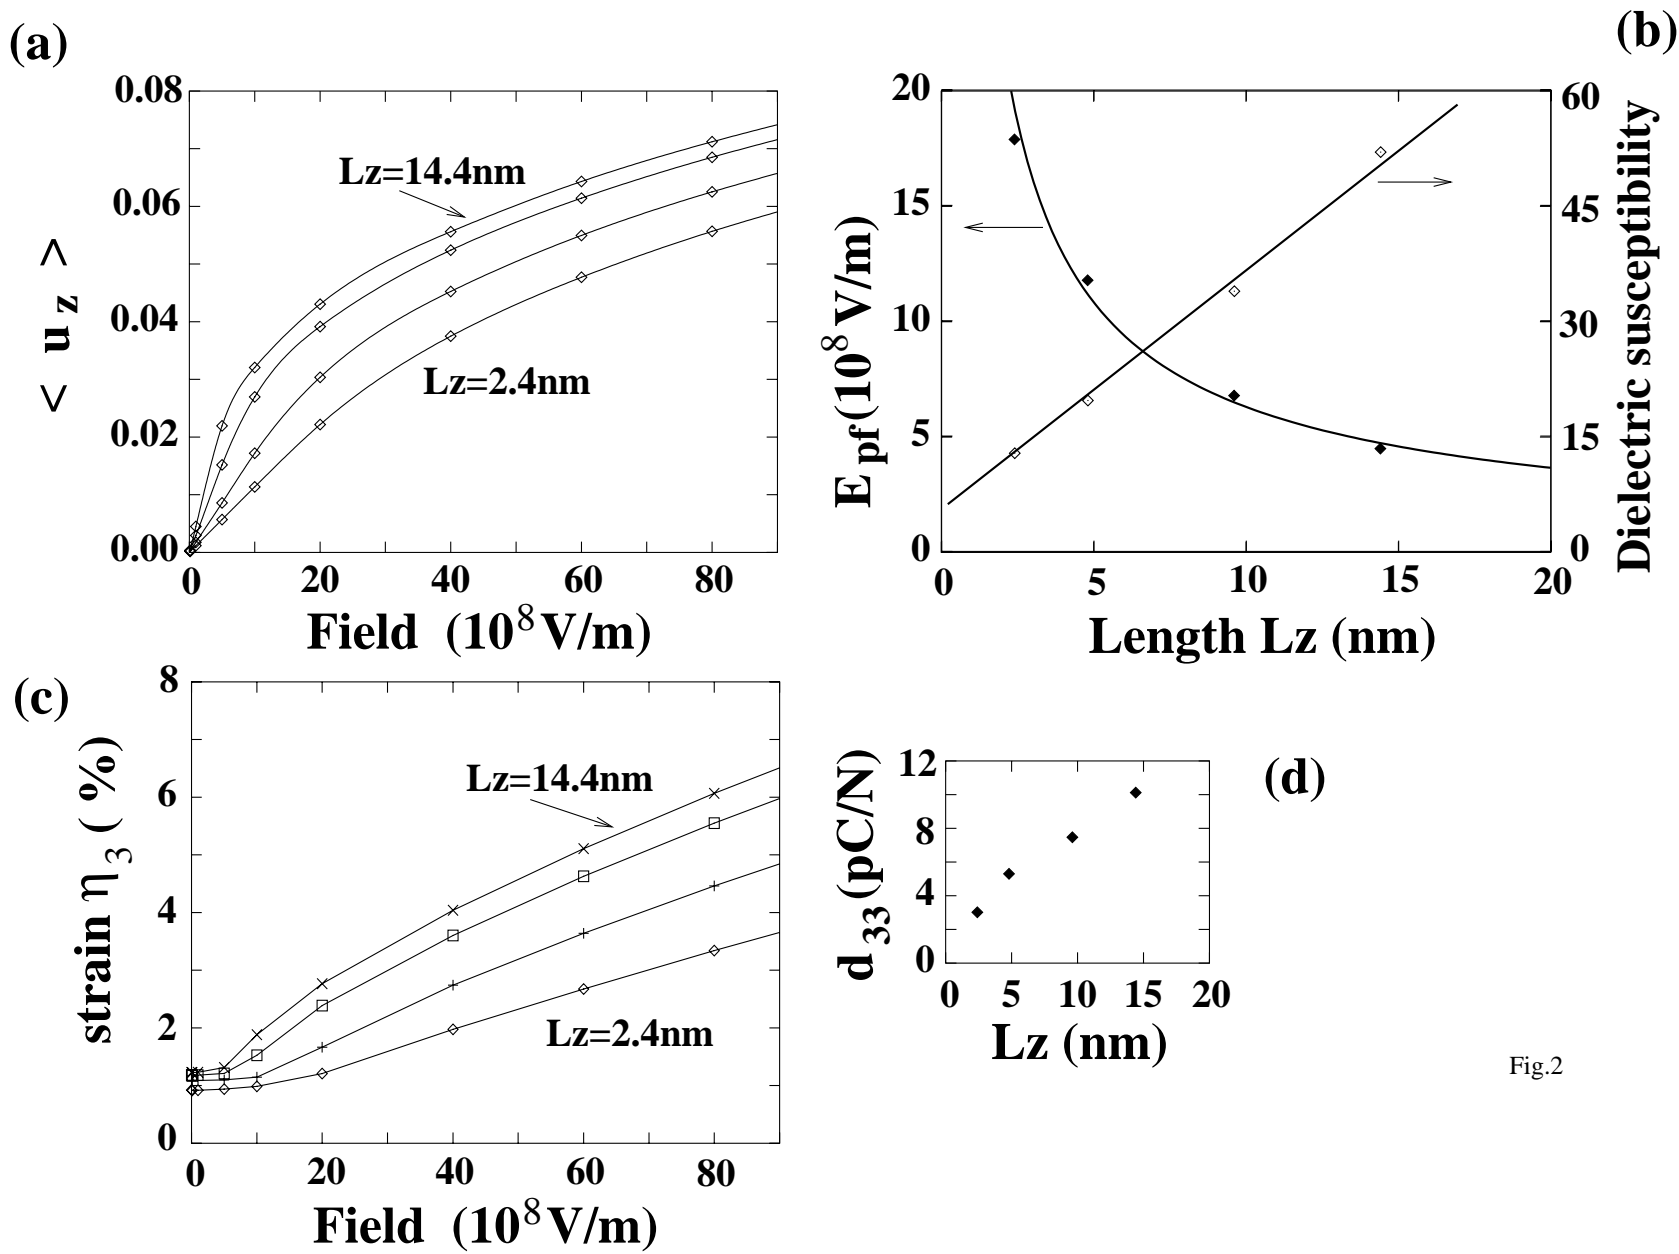 (a)
0.08
0.06
0.04
0.02
0.00
< u z >
Lz=14.4nm
Lz=2.4nm
0 20 40 60 80
Field (10^8 V/m)
(b)
20
15
10
5
0
E pf (10^8 V/m)
60
45
30
15
0
Dielectric susceptibility
0 5 10 15 20
Length Lz (nm)
(c)
8
6
4
2
0
strain η 3 ( %)
Lz=14.4nm
Lz=2.4nm
0 20 40 60 80
Field (10^8 V/m)
(d)
12
8
4
0
d 33 (pC/N)
0 5 10 15 20
Lz (nm)
Fig.2